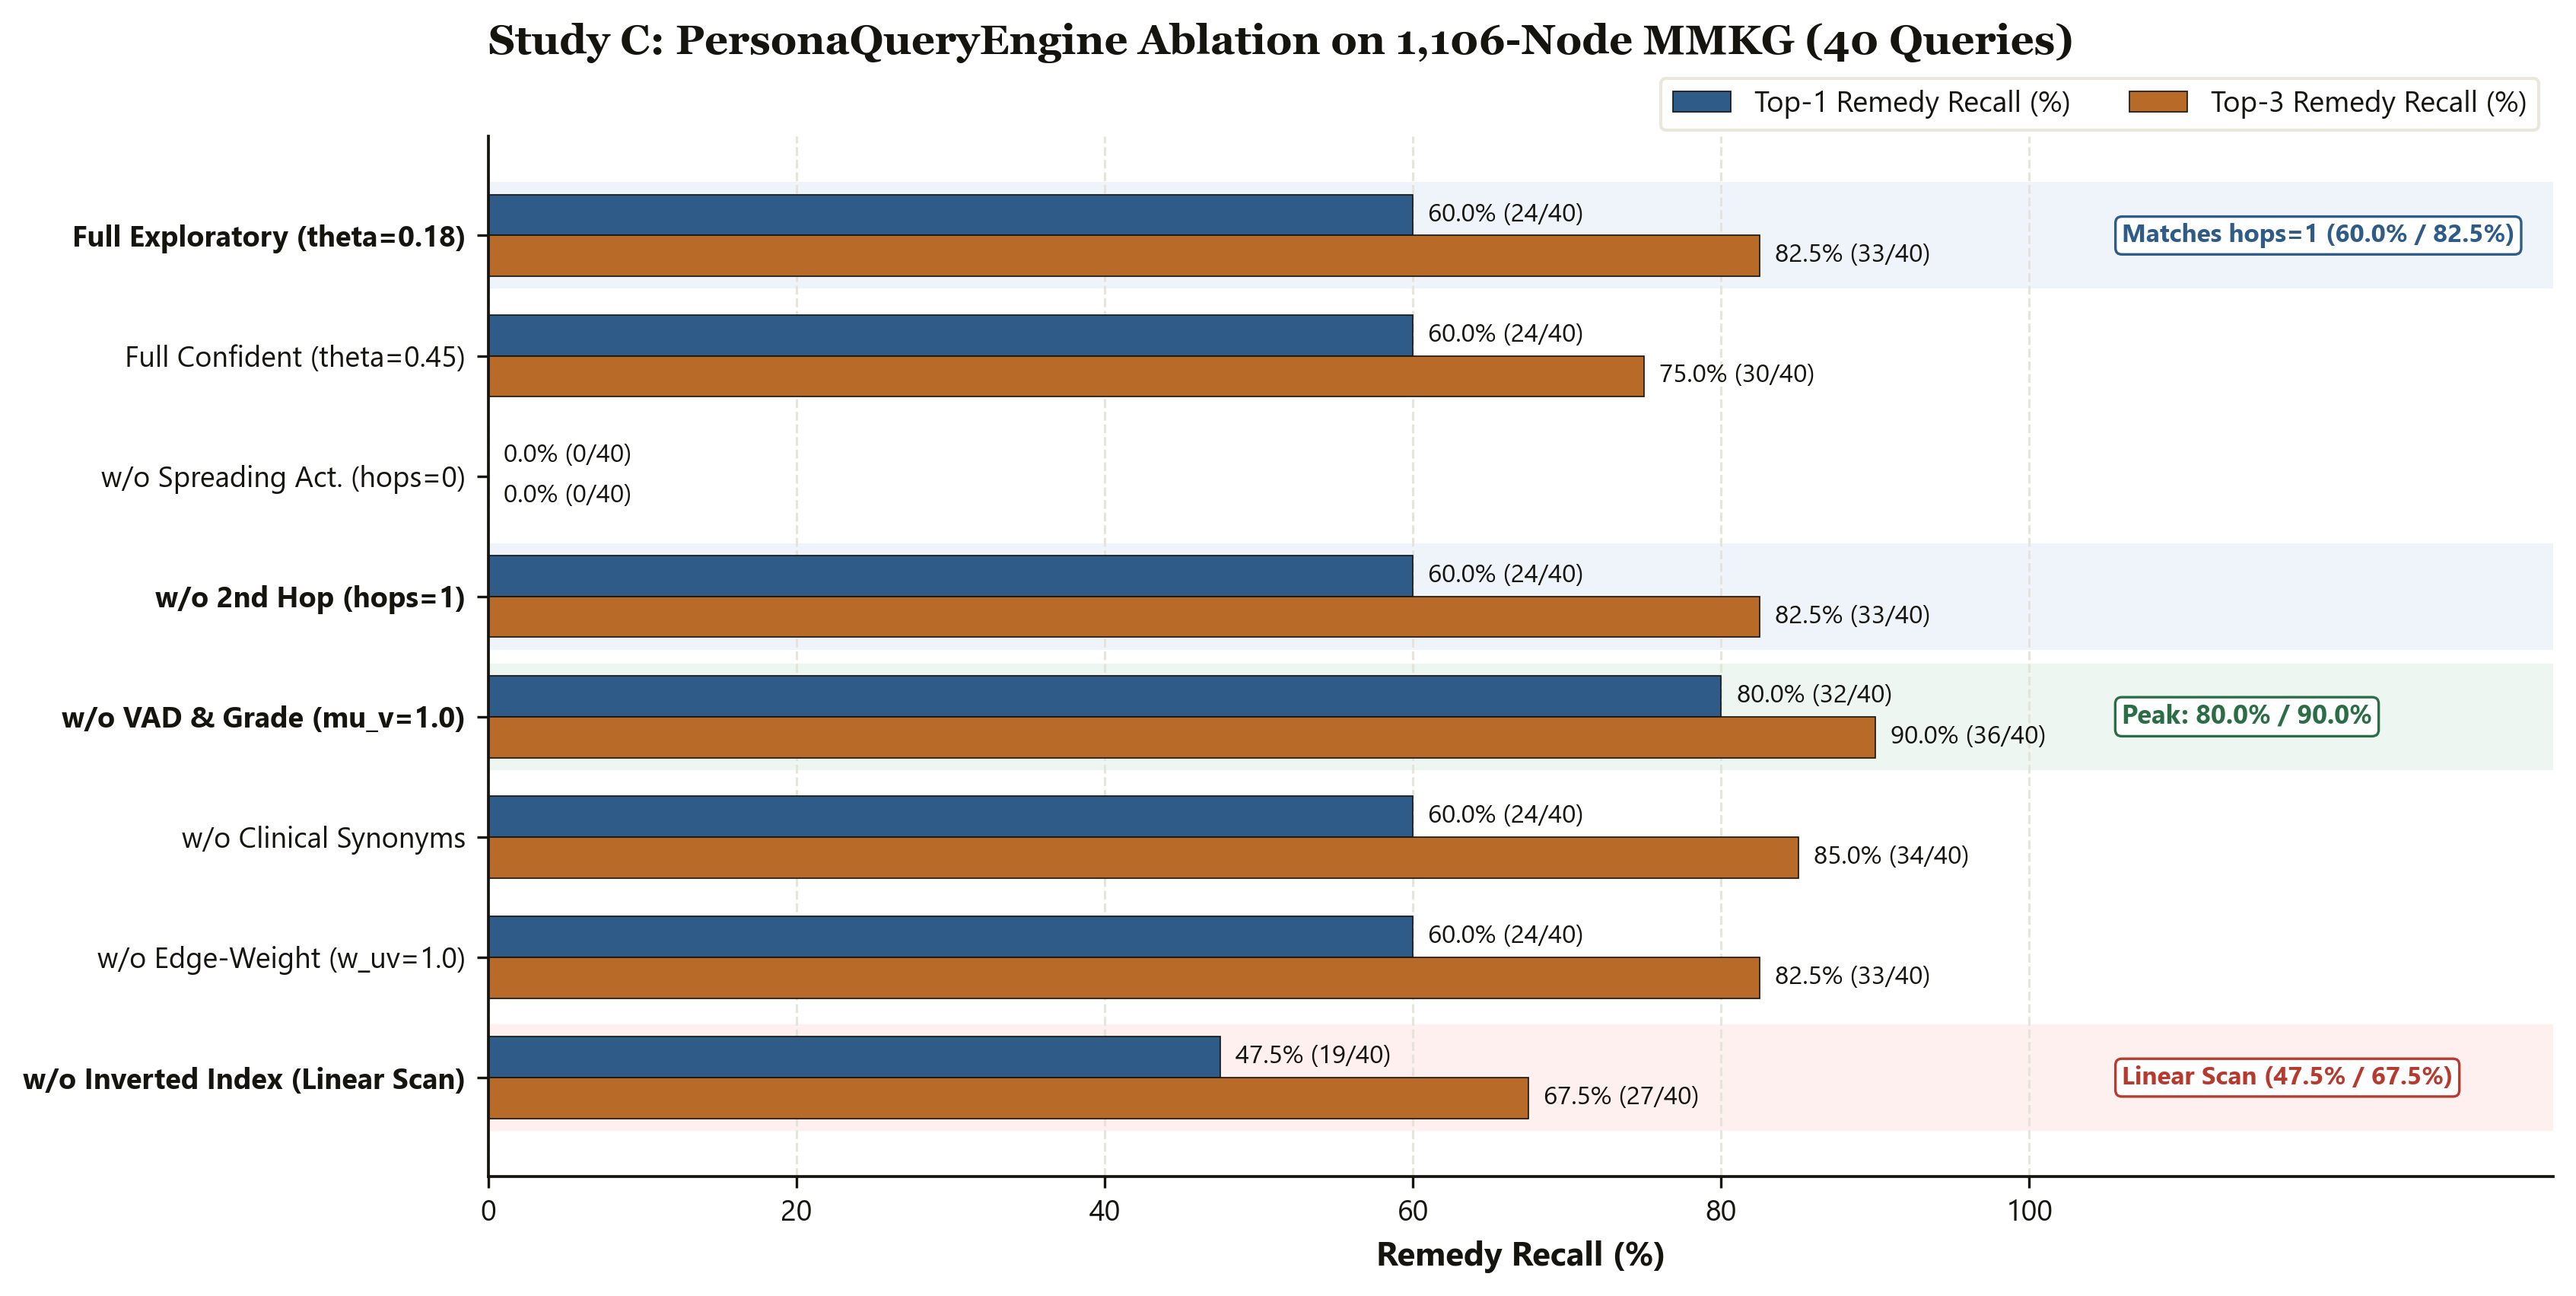 Study C: PersonaQueryEngine Ablation on 1,106-Node MMKG (40 Queries)
Top-1 Remedy Recall (%)
Top-3 Remedy Recall (%)
Full Exploratory (theta=0.18)
60.0% (24/40)
82.5% (33/40)
Matches hops=1 (60.0% / 82.5%)
Full Confident (theta=0.45)
60.0% (24/40)
75.0% (30/40)
w/o Spreading Act. (hops=0)
0.0% (0/40)
0.0% (0/40)
w/o 2nd Hop (hops=1)
60.0% (24/40)
82.5% (33/40)
w/o VAD & Grade (mu_v=1.0)
80.0% (32/40)
90.0% (36/40)
Peak: 80.0% / 90.0%
w/o Clinical Synonyms
60.0% (24/40)
85.0% (34/40)
w/o Edge-Weight (w_uv=1.0)
60.0% (24/40)
82.5% (33/40)
w/o Inverted Index (Linear Scan)
47.5% (19/40)
67.5% (27/40)
Linear Scan (47.5% / 67.5%)
0
20
40
60
80
100
Remedy Recall (%)